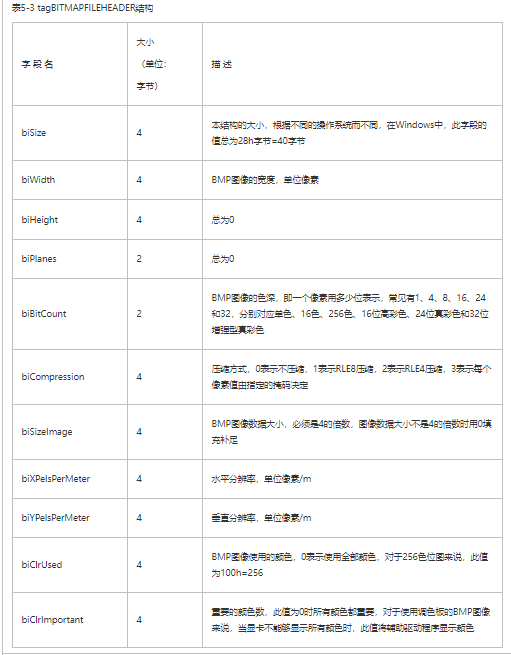 表5-3 tagBITMAPFILEHEADER结构
字 段 名
大小
（单位：
字节）
描 述
biSize
4
本结构的大小，根据不同的操作系统而不同，在Windows中，此字段的
值总为28h字节=40字节
biWidth
4
BMP图像的宽度，单位像素
biHeight
4
总为0
biPlanes
2
总为0
biBitCount
2
BMP图像的色深，即一个像素用多少位表示，常见有1、4、8、16、24
和32，分别对应单色、16色、256色、16位高彩色、24位真彩色和32位
增强型真彩色
biCompression
4
压缩方式，0表示不压缩，1表示RLE8压缩，2表示RLE4压缩，3表示每个
像素值由指定的掩码决定
biSizeImage
4
BMP图像数据大小，必须是4的倍数，图像数据大小不是4的倍数时用0填
充补足
biXPelsPerMeter
4
水平分辨率，单位像素/m
biYPelsPerMeter
4
垂直分辨率，单位像素/m
biClrUsed
4
BMP图像使用的颜色，0表示使用全部颜色，对于256色位图来说，此值
为100h=256
biClrImportant
4
重要的颜色数，此值为0时所有颜色都重要，对于使用调色板的BMP图像
来说，当显卡不能够显示所有颜色时，此值将辅助驱动程序显示颜色